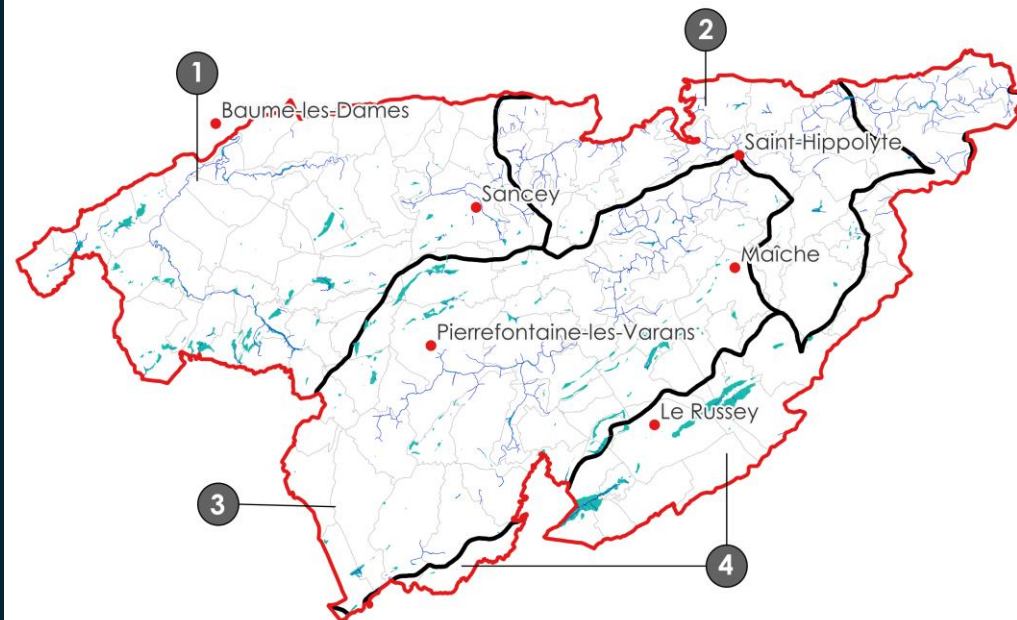 2
1
Baume-les-Dames
Saint-Hippolyte
Sancey
Maîche
Pierrefontaine-les-Varans
Le Russey
3
4